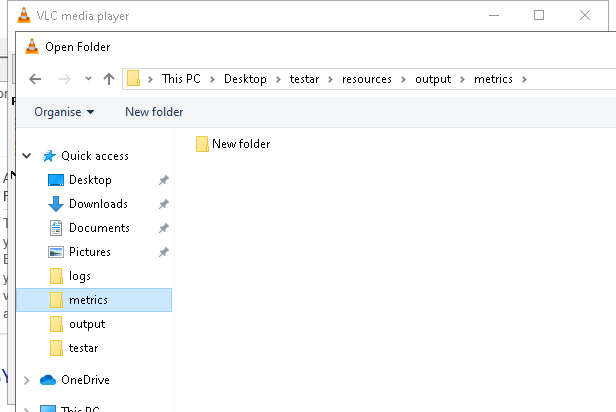 VLC media player
Open Folder
This PC > Desktop > testar > resources > output > metrics >
Organise
New folder
New folder
Quick access
Desktop
Downloads
Documents
Pictures
logs
metrics
output
testar
OneDrive
This PC